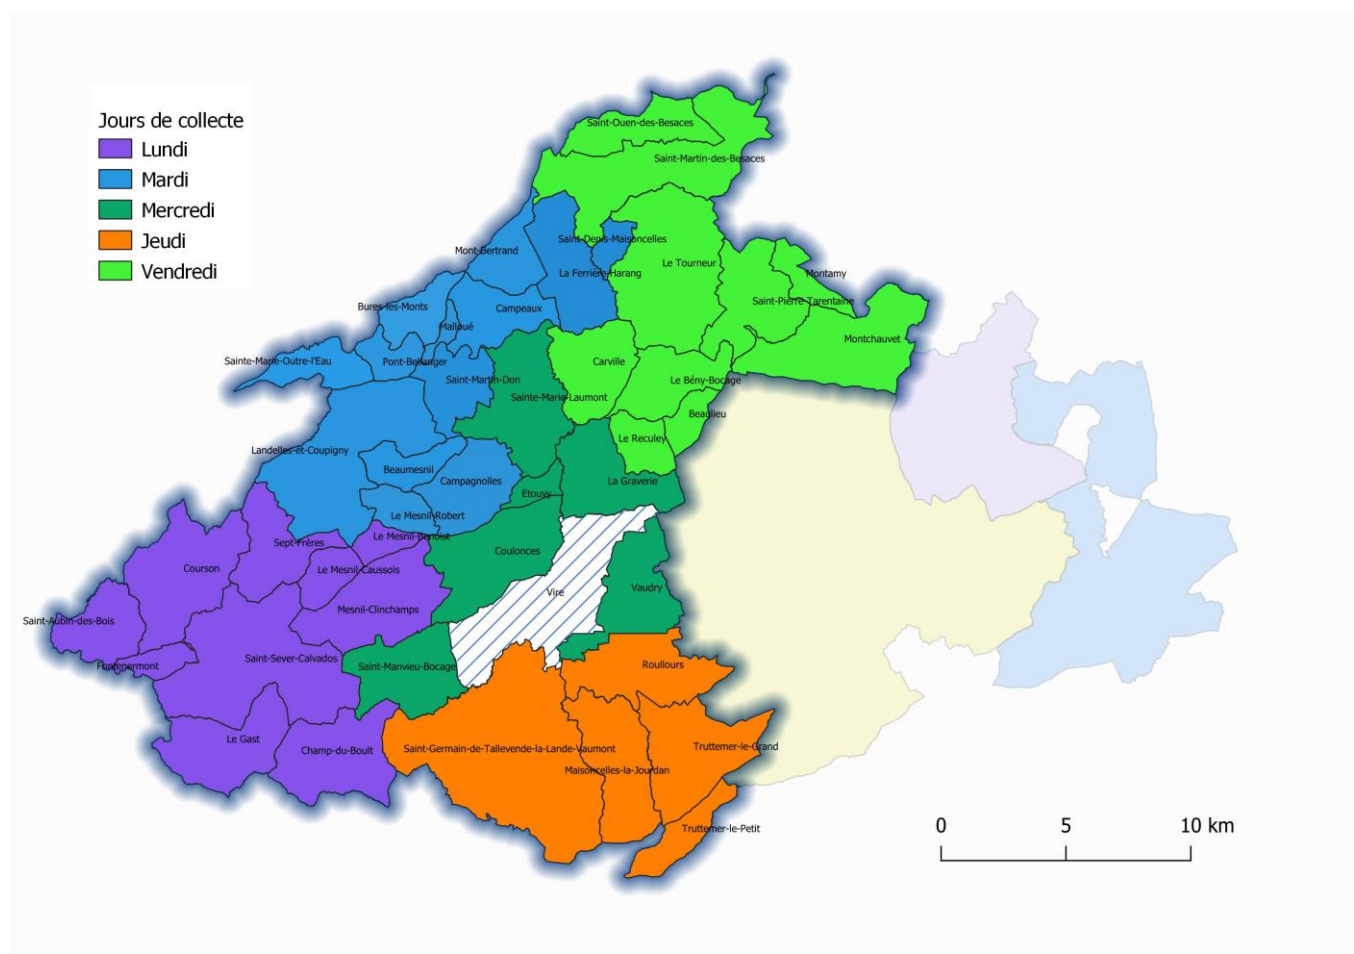 Jours de collecte
Lundi
Mardi
Mercredi
Jeudi
Vendredi
Saint-Ouen-des-Besaces
Saint-Martin-des-Besaces
Saint-Denis-Maisoncelles
Mont-Bertrand
Le Tourneur
La Ferrière-Harang
Montamy
Saint-Pierre-Tarentaine
Bures-les-Monts
Campeaux
Malloué
Montchauvet
Sainte-Marie-Outre-l'Eau
Pont-Bellanger
Carville
Saint-Martin-Don
Le Bény-Bocage
Sainte-Marie-Laumont
Beaulieu
Le Reculey
Landelles-et-Coupigny
Beaumesnil
Campagnolles
La Graverie
Etouvy
Le Mesnil-Robert
Le Mesnil-Benoist
Sept-Frères
Coulonces
Courson
Le Mesnil-Caussois
Vaudry
Vire
Mesnil-Clinchamps
Saint-Aubin-des-Bois
Saint-Sever-Calvados
Fontenermont
Saint-Manvieu-Bocage
Roullours
Le Gast
Champ-du-Boult
Saint-Germain-de-Tallevende-la-Lande-Vaumont
Truttemer-le-Grand
Maisoncelles-la-Jourdan
Truttemer-le-Petit
0 5 10 km